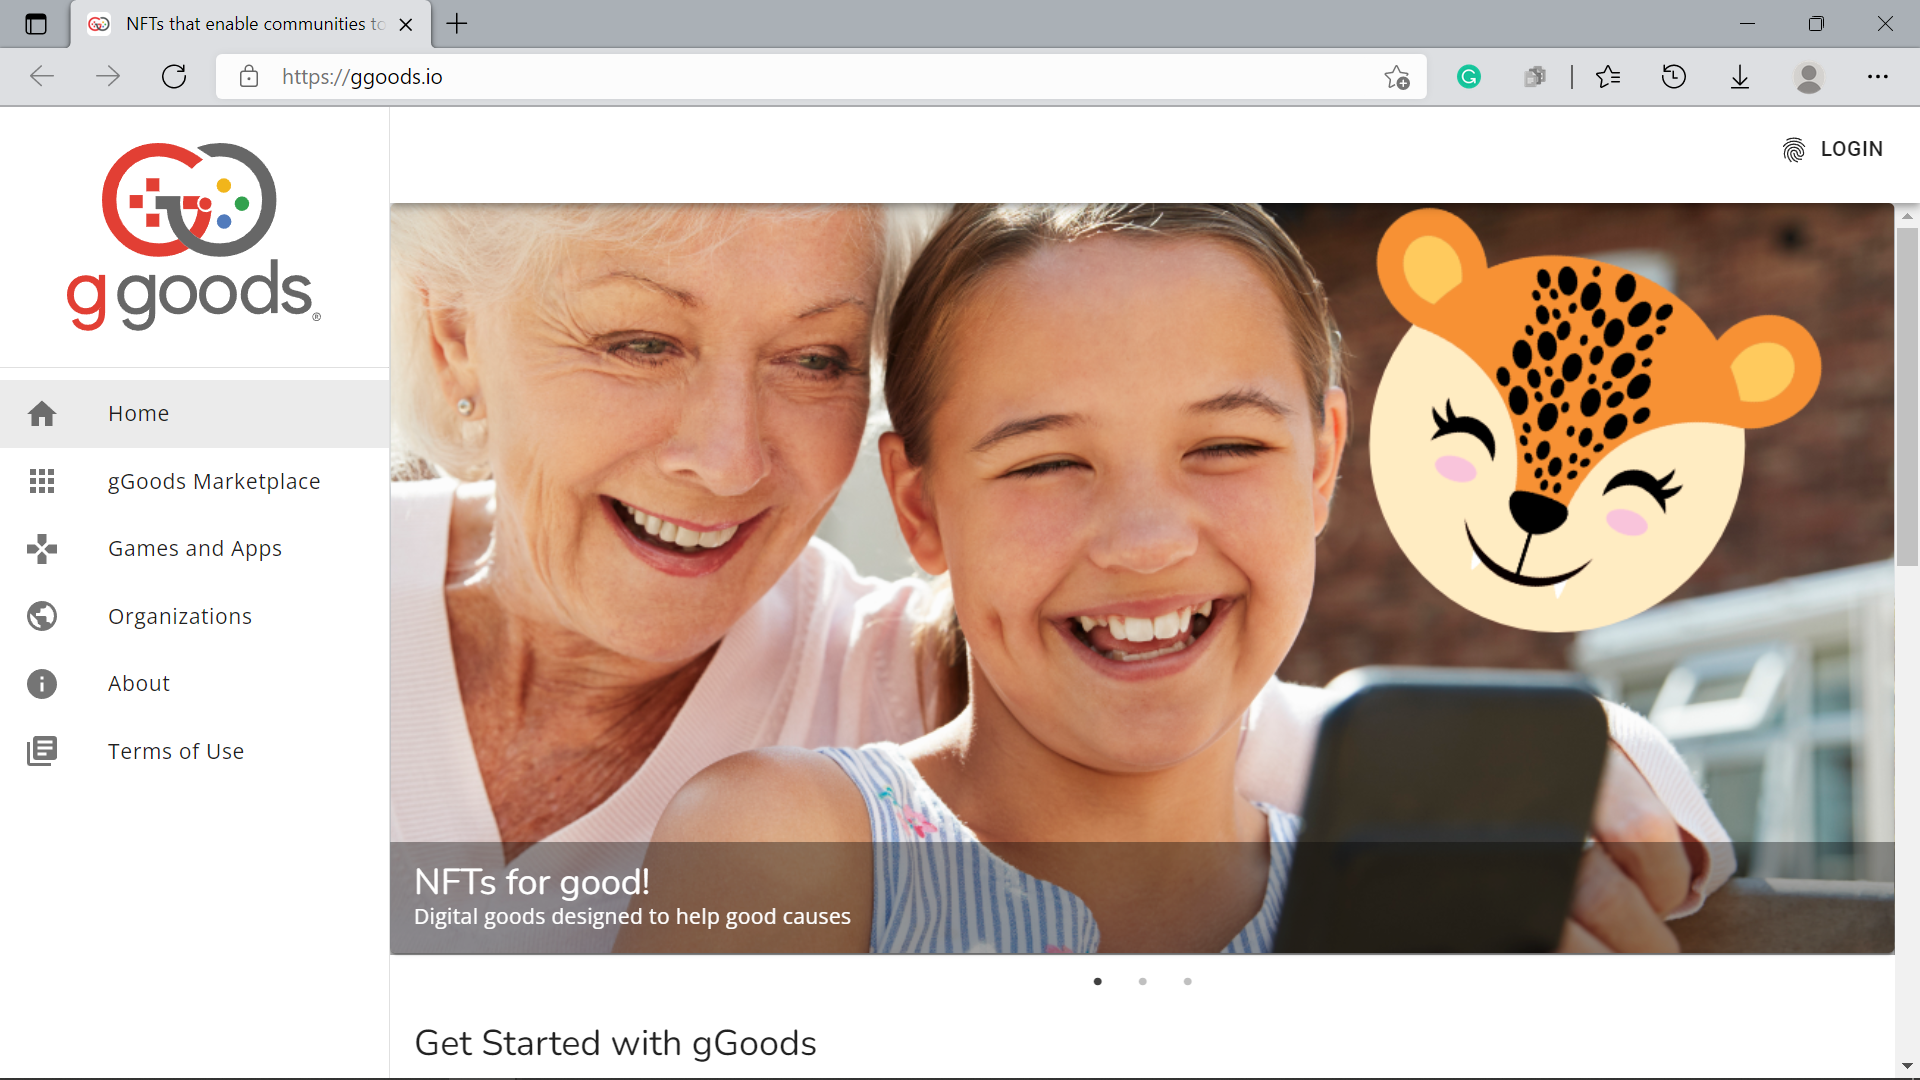 NFTs that enable communities to
https://ggoods.io
g goods®
LOGIN
Home
gGoods Marketplace
Games and Apps
Organizations
About
Terms of Use
NFTs for good!
Digital goods designed to help good causes
Get Started with gGoods